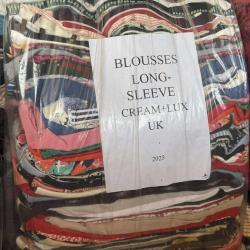 BLOUSSES
LONG-
SLEEVE
CREAM+LUX
UK
2023